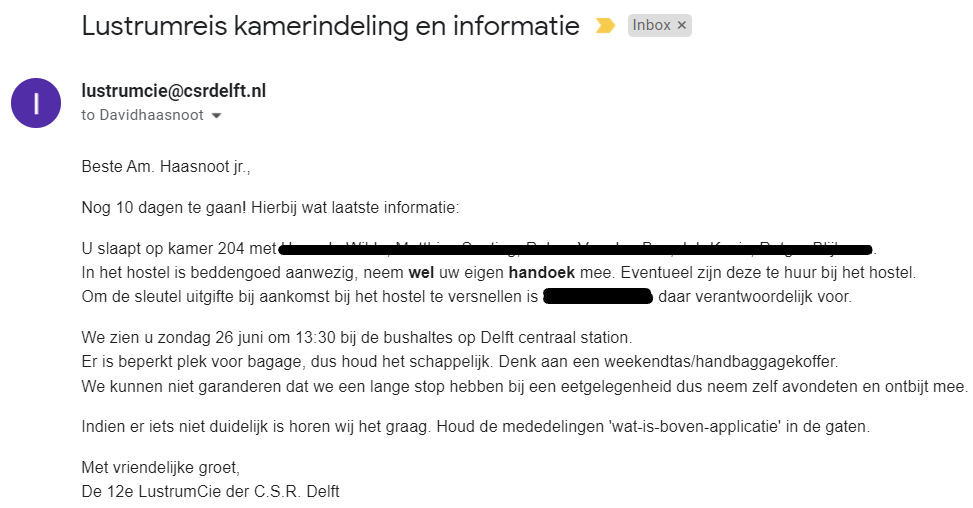 Lustrumreis kamerindeling en informatie
Inbox ×
lustrumcie@csrdelft.nl
l
to Davidhaasnoot
Beste Am. Haasnoot jr.,
Nog 10 dagen te gaan! Hierbij wat laatste informatie:
U slaapt op kamer 204 met
In het hostel is beddengoed aanwezig, neem wel uw eigen handoek mee. Eventueel zijn deze te huur bij het hostel.
Om de sleutel uitgifte bij aankomst bij het hostel te versnellen is daar verantwoordelijk voor.
We zien u zondag 26 juni om 13:30 bij de bushaltes op Delft centraal station.
Er is beperkt plek voor bagage, dus houd het schappelijk. Denk aan een weekendtas/handbaggagekoffer.
We kunnen niet garanderen dat we een lange stop hebben bij een eetgelegenheid dus neem zelf avondeten en ontbijt mee.
Indien er iets niet duidelijk is horen wij het graag. Houd de mededelingen 'wat-is-boven-applicatie' in de gaten.
Met vriendelijke groet,
De 12e LustrumCie der C.S.R. Delft